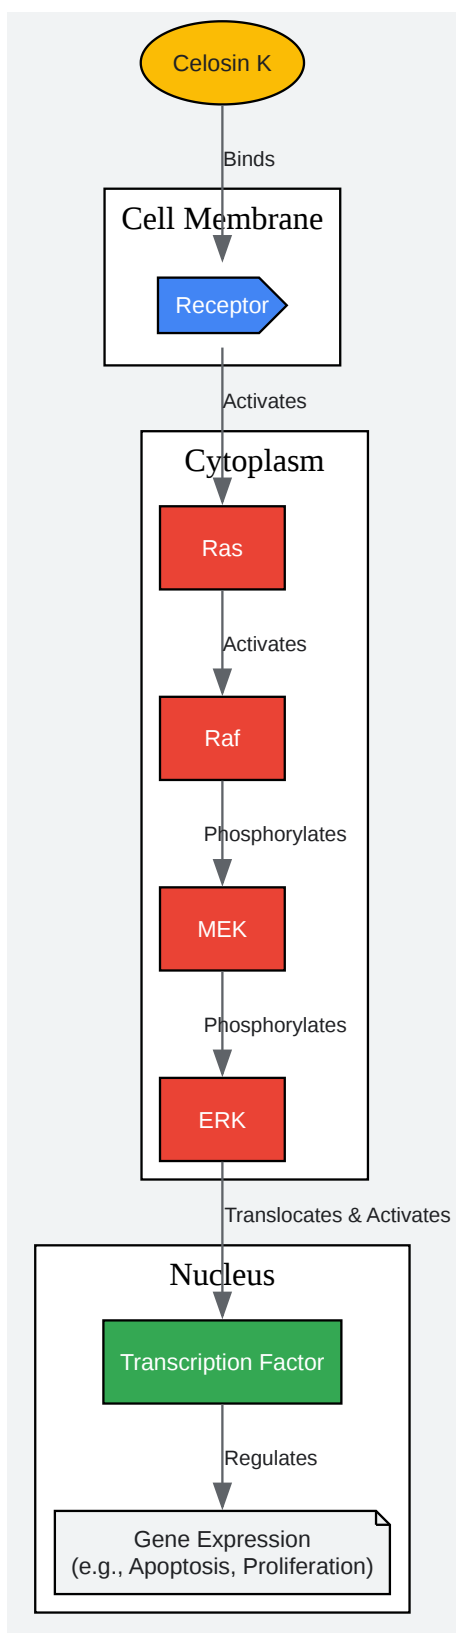 Celosin K
Binds
Cell Membrane
Receptor
Activates
Cytoplasm
Ras
Activates
Raf
Phosphorylates
MEK
Phosphorylates
ERK
Translocates & Activates
Nucleus
Transcription Factor
Regulates
Gene Expression
(e.g., Apoptosis, Proliferation)